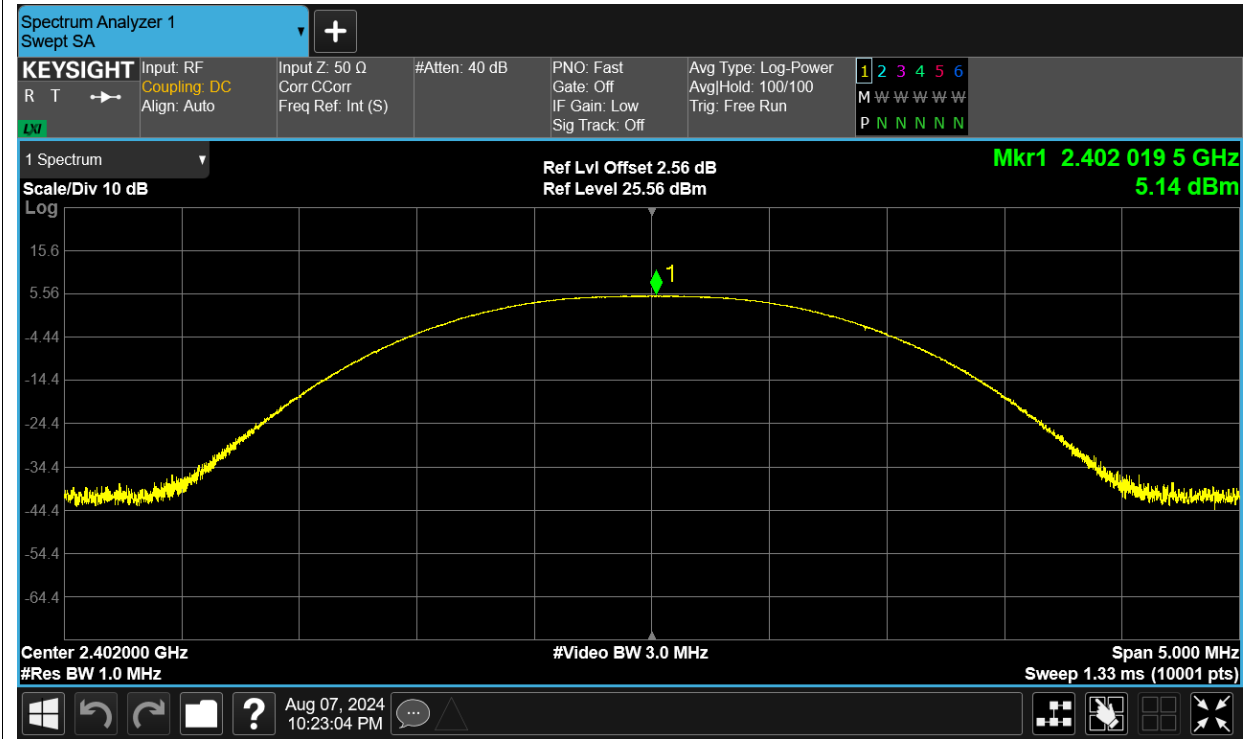 Spectrum Analyzer 1
Swept SA
KEYSIGHT
R T
LXI
Input: RF
Coupling: DC
Align: Auto
Input Z: 50 Ω
Corr CCorr
Freq Ref: Int (S)
#Atten: 40 dB
PNO: Fast
Gate: Off
IF Gain: Low
Sig Track: Off
Avg Type: Log-Power
Avg|Hold: 100/100
Trig: Free Run
1 2 3 4 5 6
M W W W W W
P N N N N N
1 Spectrum
Scale/Div 10 dB
Log
Ref Lvl Offset 2.56 dB
Ref Level 25.56 dBm
Mkr1 2.402 019 5 GHz
5.14 dBm
1
15.6
5.56
-4.44
-14.4
-24.4
-34.4
-44.4
-54.4
-64.4
Center 2.402000 GHz
#Res BW 1.0 MHz
#Video BW 3.0 MHz
Span 5.000 MHz
Sweep 1.33 ms (10001 pts)
?
Aug 07, 2024
10:23:04 PM